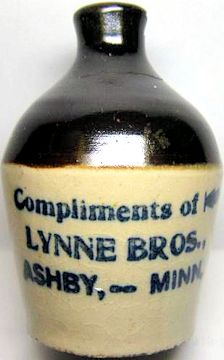 Compliments of
LYNNE BROS.,
ASHBY, — MINN.